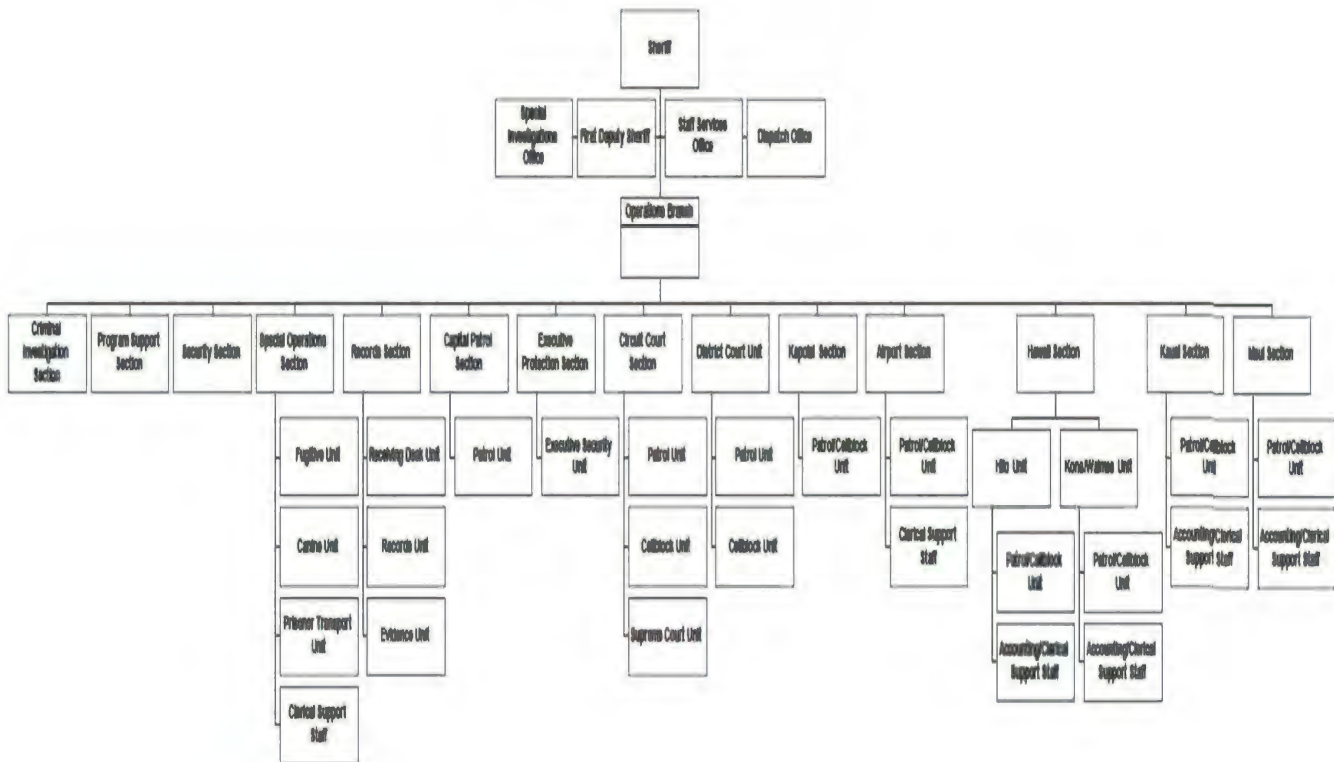 Sheriff
Special
Investigations
Office
First Deputy Sheriff
Staff Services
Office
Dispatch Office
Operations Branch
Criminal
Investigation
Section
Program Support
Section
Security Section
Special Operations
Section
Records Section
Capital Patrol
Section
Executive
Protection Section
Circuit Court
Section
District Court Unit
Kapolei Section
Airport Section
Hawaii Section
Kauai Section
Maui Section
Fugitive Unit
Receiving Desk Unit
Patrol Unit
Executive Security
Unit
Patrol Unit
Patrol Unit
Patrol/Cellblock
Unit
Patrol/Cellblock
Unit
Hilo Unit
Kona/Waimea Unit
Patrol/Cellblock
Unit
Patrol/Cellblock
Unit
Canine Unit
Records Unit
Cellblock Unit
Cellblock Unit
Clerical Support
Staff
Patrol/Cellblock
Unit
Patrol/Cellblock
Unit
Accounting/Clerical
Support Staff
Accounting/Clerical
Support Staff
Prisoner Transport
Unit
Evidence Unit
Supreme Court Unit
Accounting/Clerical
Support Staff
Accounting/Clerical
Support Staff
Clerical Support
Staff